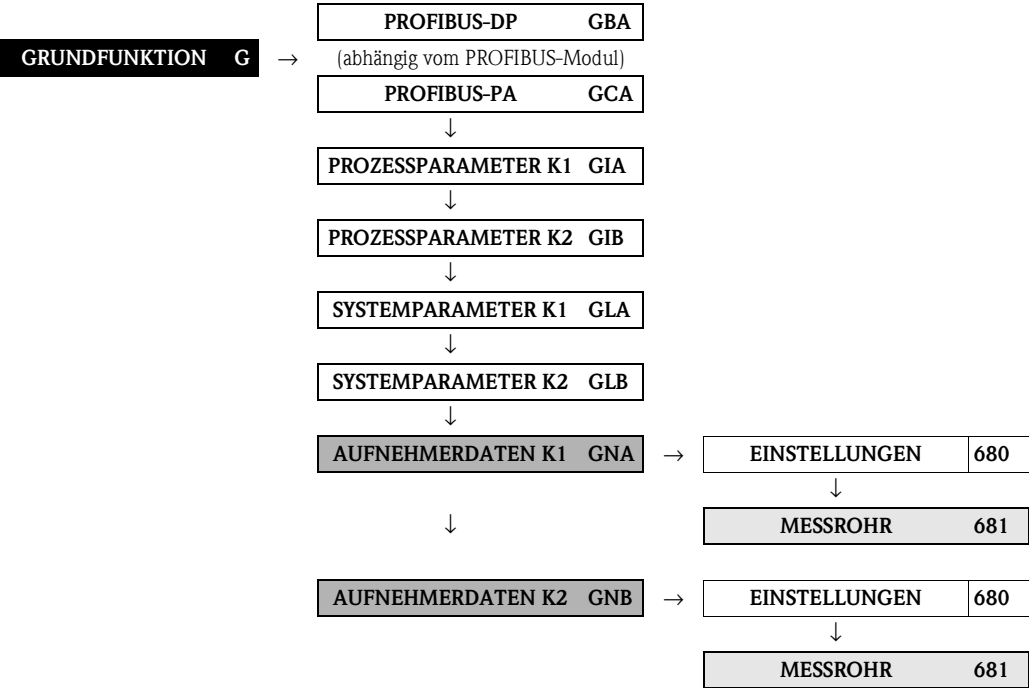 PROFIBUS-DP GBA
GRUNDFUNKTION G → (abhängig vom PROFIBUS-Modul)
PROFIBUS-PA GCA
↓
PROZESSPARAMETER K1 GIA
↓
PROZESSPARAMETER K2 GIB
↓
SYSTEMPARAMETER K1 GLA
↓
SYSTEMPARAMETER K2 GLB
↓
AUFNEHMERDATEN K1 GNA → EINSTELLUNGEN 680
↓
↓ MESSROHR 681
AUFNEHMERDATEN K2 GNB → EINSTELLUNGEN 680
↓
MESSROHR 681